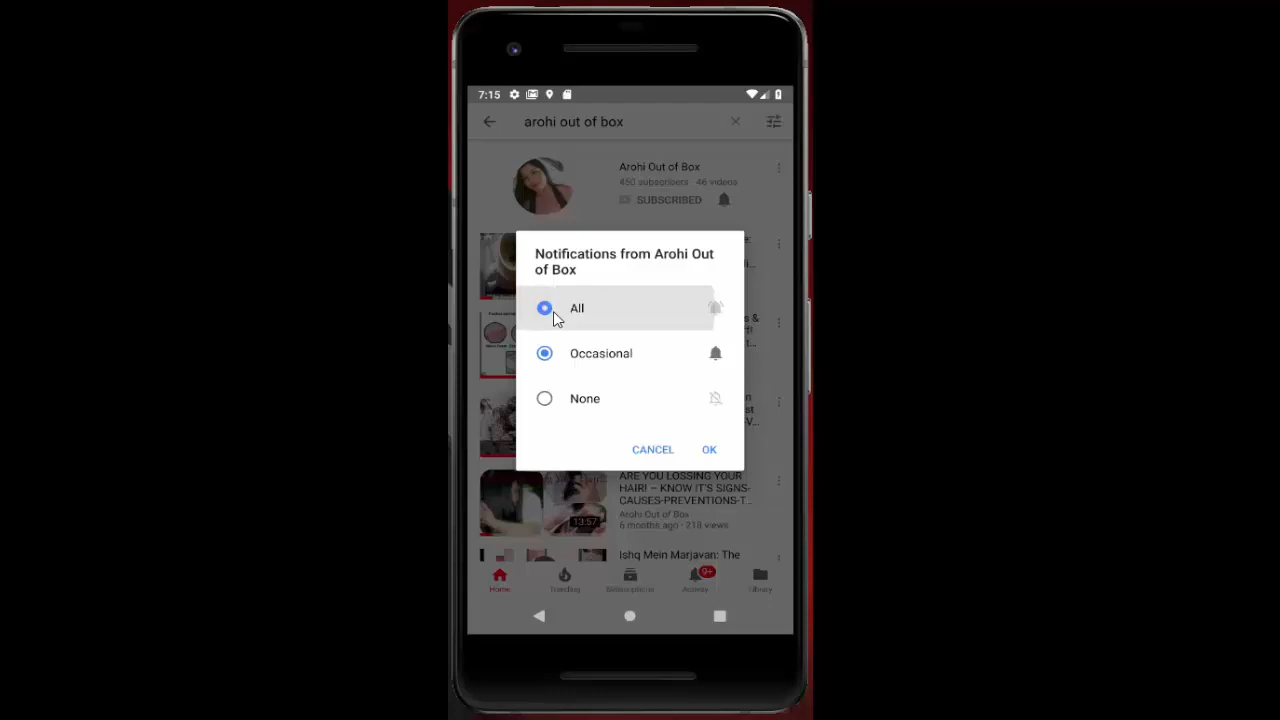 7:15
arohi out of box
Arohi Out of Box
450 subscribers · 46 videos
SUBSCRIBED
Notifications from Arohi Out
of Box
All
Occasional
None
CANCEL
OK
ARE YOU LOSSING YOUR
HAIR! – KNOW IT'S SIGNS-
CAUSES-PREVENTIONS-T...
Arohi Out of Box
6 months ago · 218 views
13:57
Ishq Mein Marjavan: The
Home
Trending
Subscriptions
Activity
9+
Library